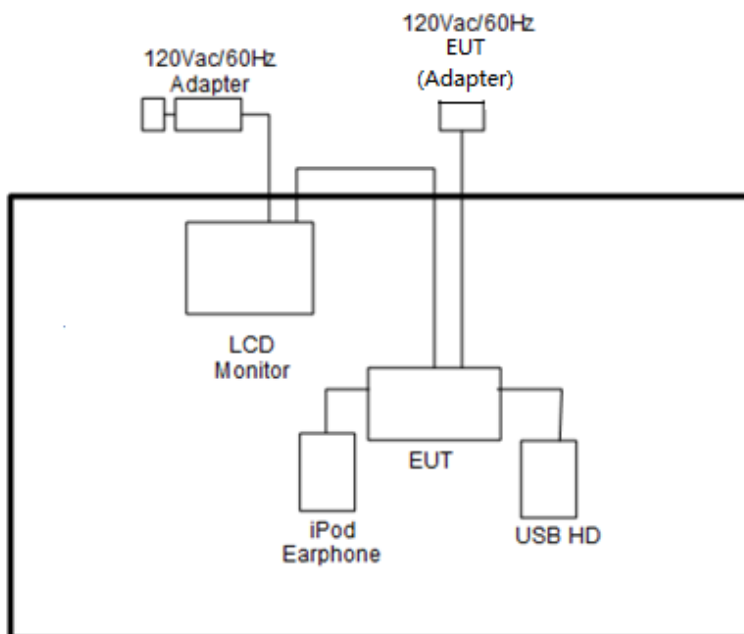 120Vac/60Hz
Adapter
120Vac/60Hz
EUT
(Adapter)
LCD
Monitor
EUT
iPod
Earphone
USB HD